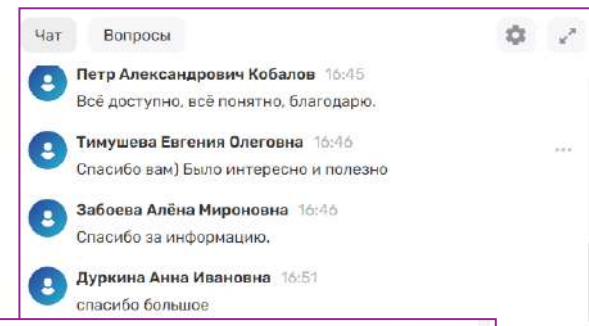 Чат Вопросы
Петр Александрович Кобалов 16:45
Всё доступно, всё понятно, благодарю.
Тимушева Евгения Олеговна 16:46
Спасибо вам) Было интересно и полезно
Забоева Алёна Мироновна 16:46
Спасибо за информацию.
Дуркина Анна Ивановна 16:51
спасибо большое